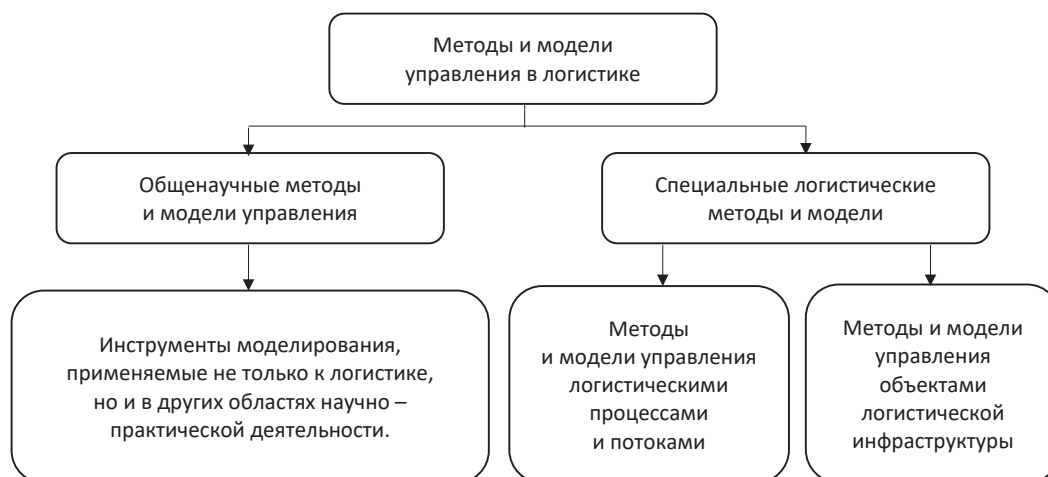 Методы и модели
управления в логистике
Общенаучные методы
и модели управления
Специальные логистические
методы и модели
Инструменты моделирования,
применяемые не только к логистике,
но и в других областях научно –
практической деятельности.
Методы
и модели управления
логистическими
процессами
и потоками
Методы и модели
управления
объектами
логистической
инфраструктуры